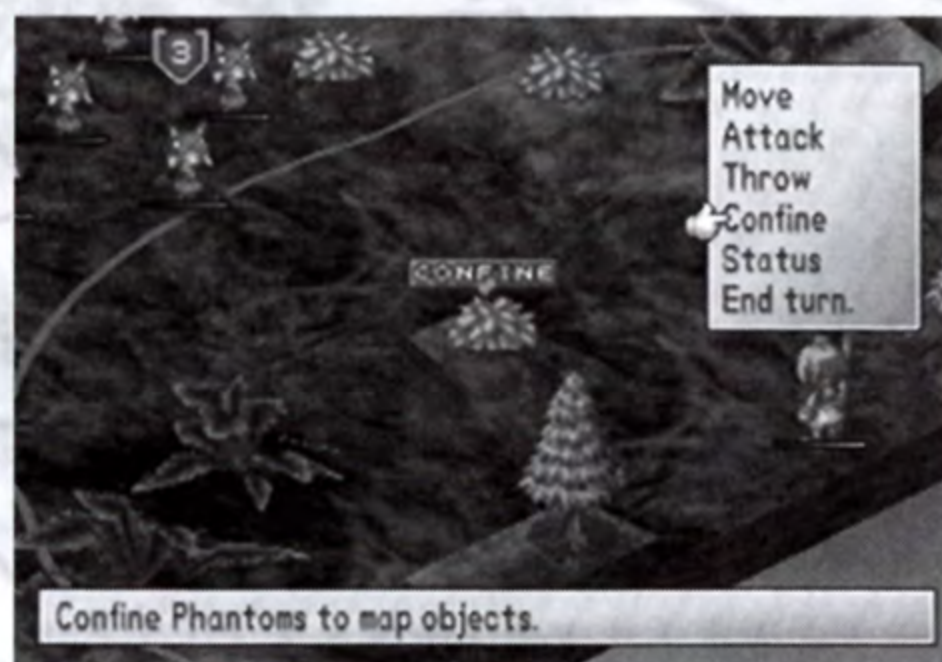 3
Move
Attack
Throw
Confine
Status
End turn.
CONFINE
Confine Phantoms to map objects.